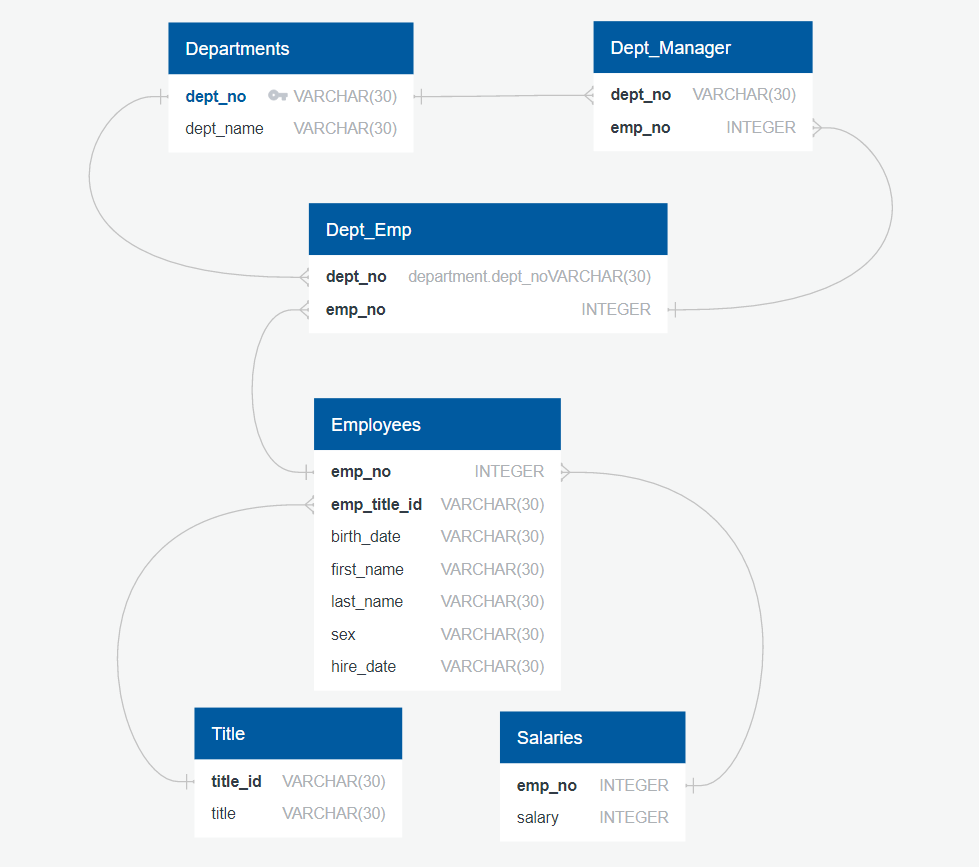 Departments
dept_no VARCHAR(30)
dept_name VARCHAR(30)
Dept_Manager
dept_no VARCHAR(30)
emp_no INTEGER
Dept_Emp
dept_no department.dept_noVARCHAR(30)
emp_no INTEGER
Employees
emp_no INTEGER
emp_title_id VARCHAR(30)
birth_date VARCHAR(30)
first_name VARCHAR(30)
last_name VARCHAR(30)
sex VARCHAR(30)
hire_date VARCHAR(30)
Title
title_id VARCHAR(30)
title VARCHAR(30)
Salaries
emp_no INTEGER
salary INTEGER